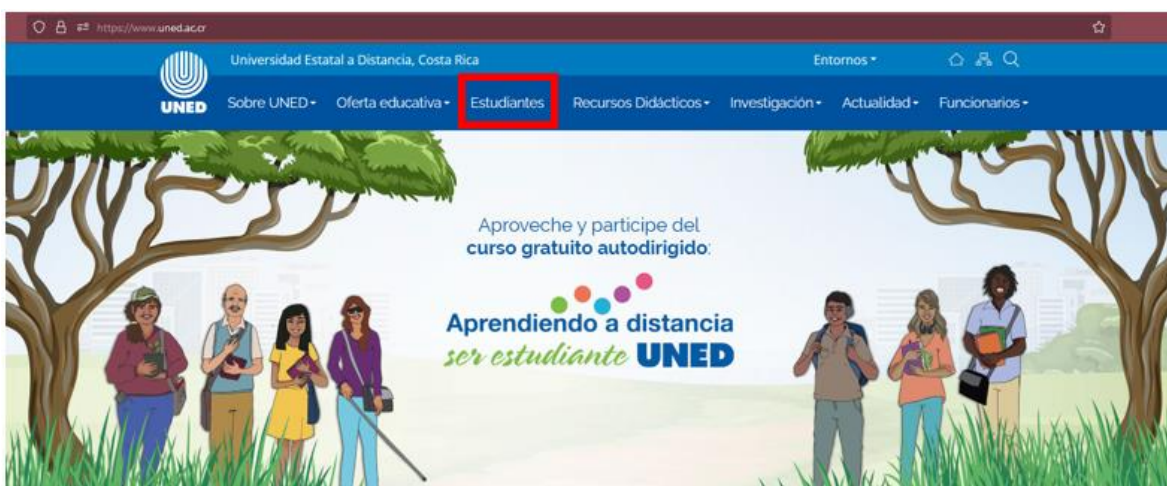 https://www.uned.ac.cr
Universidad Estatal a Distancia, Costa Rica
Entornos
UNED
Sobre UNED
Oferta educativa
Estudiantes
Recursos Didácticos
Investigación
Actualidad
Funcionarios
Aproveche y participe del
curso gratuito autodirigido:
Aprendiendo a distancia
ser estudiante UNED